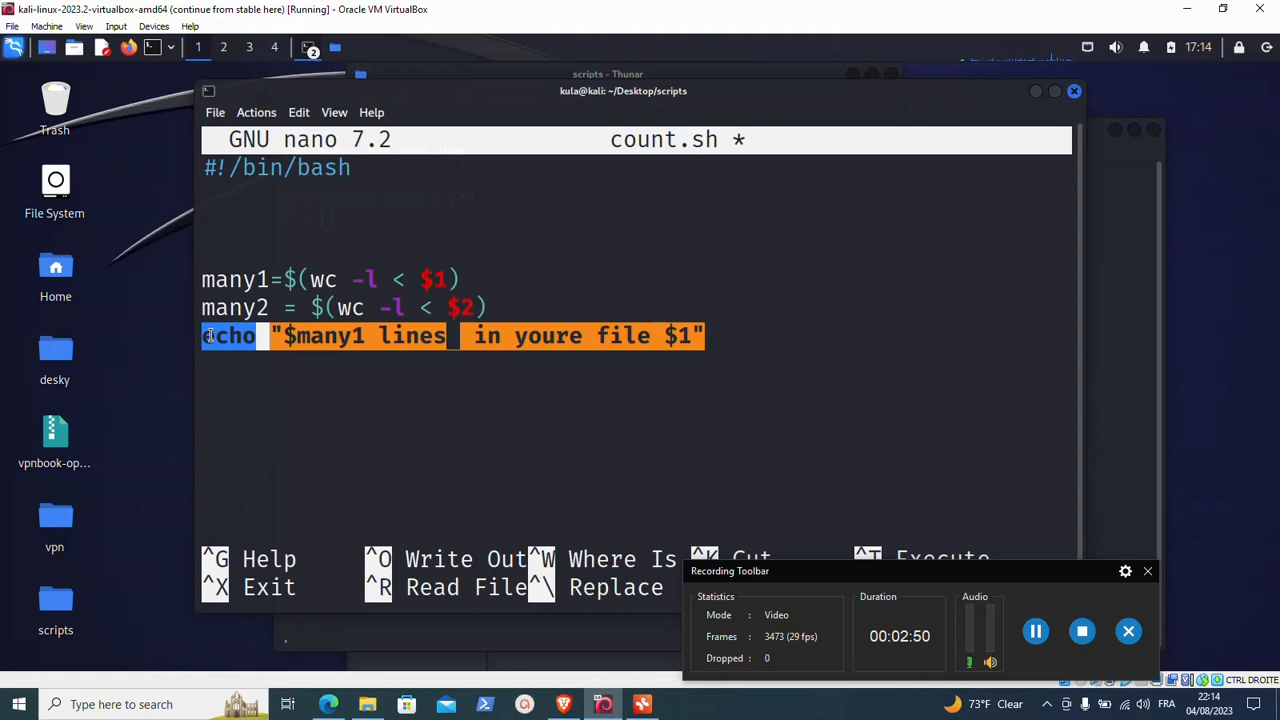 kali-linux-2023.2-virtualbox-amd64 (continue from stable here) [Running] - Oracle VM VirtualBox
File Machine View Input Devices Help
1 2 3 4 2 17:14
scripts - Thunar
kula@kali: ~/Desktop/scripts
File Actions Edit View Help
GNU nano 7.2 count.sh *
#!/bin/bash
many1=$(wc -l < $1)
many2 = $(wc -l < $2)
echo "$many1 lines in youre file $1"
^G Help ^O Write Out ^W Where Is ^K Cut ^T Execute
^X Exit ^R Read File ^\ Replace
Trash
File System
Home
desky
vpnbook-op...
vpn
scripts
Recording Toolbar
Statistics
Mode : Video
Frames : 3473 (29 fps)
Dropped : 0
Duration
00:02:50
Audio
CTRL DROITE
Type here to search
73°F Clear
FRA
22:14
04/08/2023